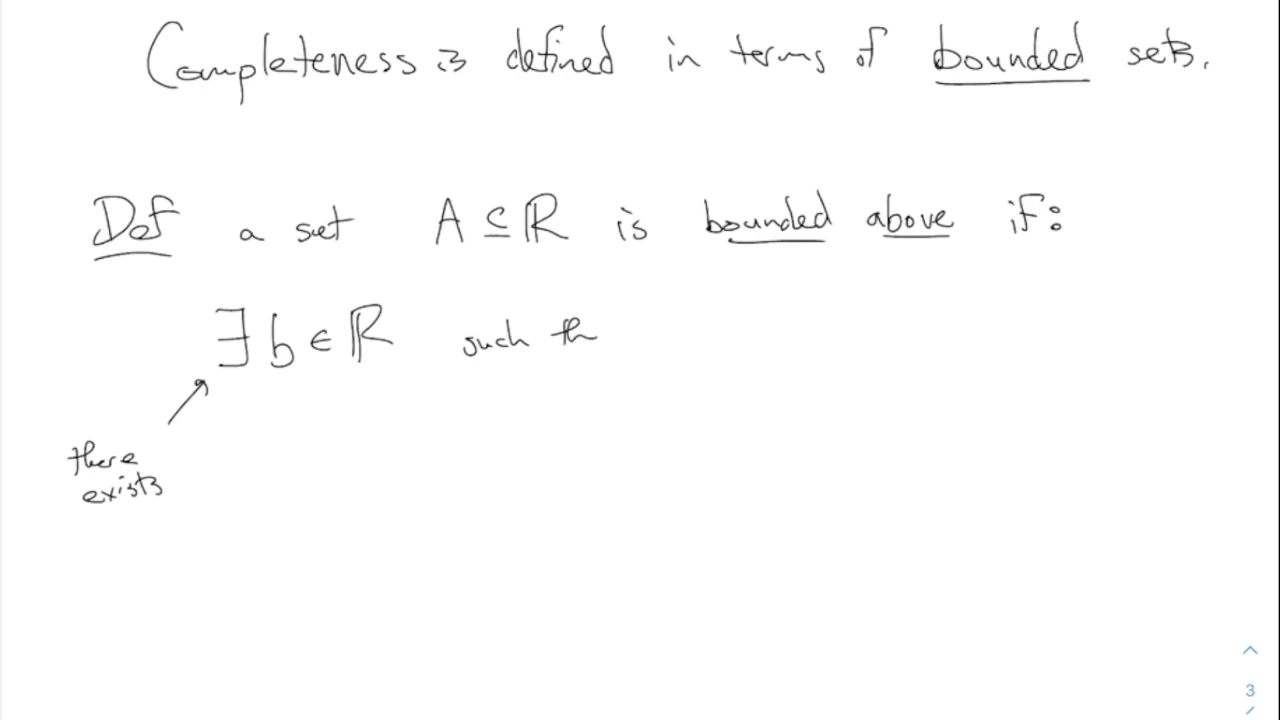 Completeness is defined in terms of bounded sets.
Def a set A ⊆ ℝ is bounded above if:
∃ b ∈ ℝ such th
there
exists
3